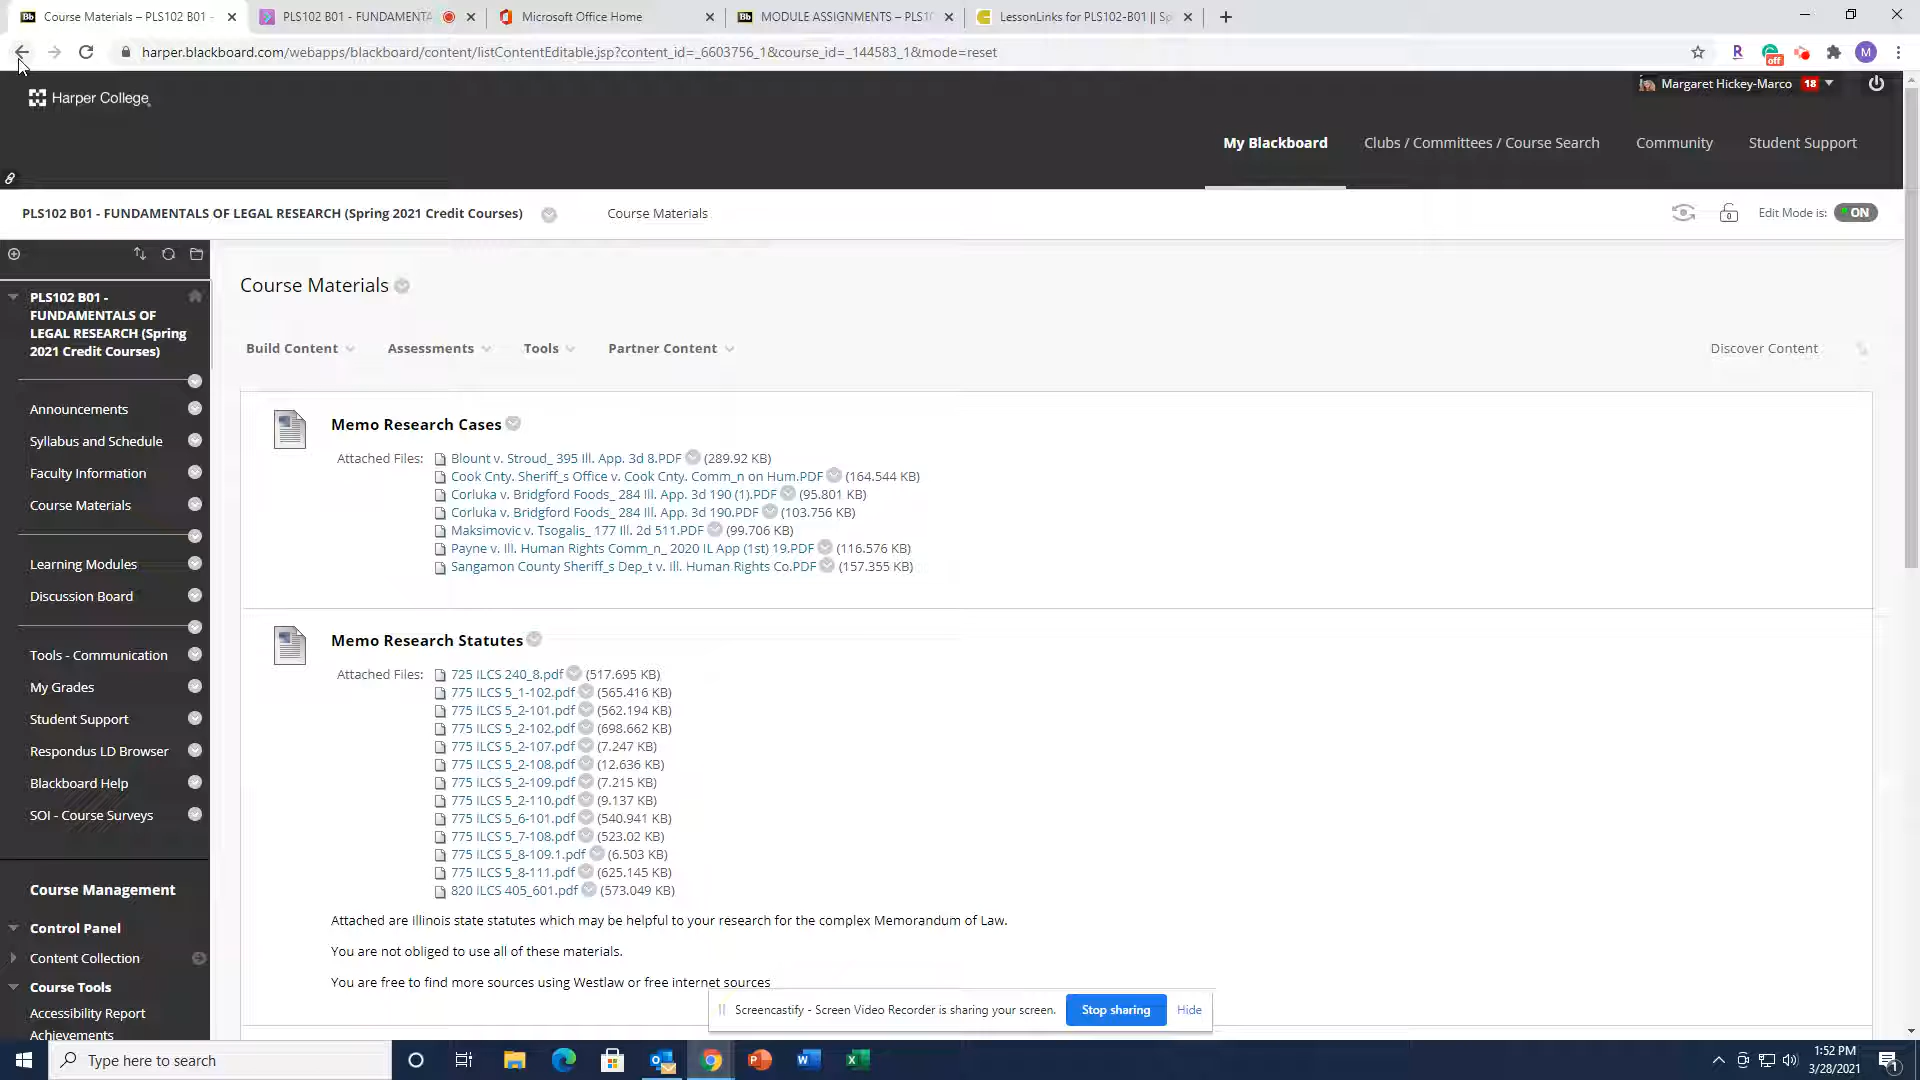 Course Materials – PLS102 B01 -
PLS102 B01 - FUNDAMENTA
Microsoft Office Home
MODULE ASSIGNMENTS – PLS1
LessonLinks for PLS102-B01 || Sp
harper.blackboard.com/webapps/blackboard/content/listContentEditable.jsp?content_id=_6603756_1&course_id=_144583_1&mode=reset
R
off
M
Harper College
Margaret Hickey-Marco 18
My Blackboard
Clubs / Committees / Course Search
Community
Student Support
PLS102 B01 - FUNDAMENTALS OF LEGAL RESEARCH (Spring 2021 Credit Courses)
Course Materials
Edit Mode is: ON
PLS102 B01 -
FUNDAMENTALS OF
LEGAL RESEARCH (Spring
2021 Credit Courses)
Announcements
Syllabus and Schedule
Faculty Information
Course Materials
Learning Modules
Discussion Board
Tools - Communication
My Grades
Student Support
Respondus LD Browser
Blackboard Help
SOI - Course Surveys
Course Management
Control Panel
Content Collection
Course Tools
Accessibility Report
Achievements
Course Materials
Build Content
Assessments
Tools
Partner Content
Discover Content
Memo Research Cases
Attached Files:
Blount v. Stroud_ 395 Ill. App. 3d 8.PDF (289.92 KB)
Cook Cnty. Sheriff_s Office v. Cook Cnty. Comm_n on Hum.PDF (164.544 KB)
Corluka v. Bridgford Foods_ 284 Ill. App. 3d 190 (1).PDF (95.801 KB)
Corluka v. Bridgford Foods_ 284 Ill. App. 3d 190.PDF (103.756 KB)
Maksimovic v. Tsogalis_ 177 Ill. 2d 511.PDF (99.706 KB)
Payne v. Ill. Human Rights Comm_n_ 2020 IL App (1st) 19.PDF (116.576 KB)
Sangamon County Sheriff_s Dep_t v. Ill. Human Rights Co.PDF (157.355 KB)
Memo Research Statutes
Attached Files:
725 ILCS 240_8.pdf (517.695 KB)
775 ILCS 5_1-102.pdf (565.416 KB)
775 ILCS 5_2-101.pdf (562.194 KB)
775 ILCS 5_2-102.pdf (698.662 KB)
775 ILCS 5_2-107.pdf (7.247 KB)
775 ILCS 5_2-108.pdf (12.636 KB)
775 ILCS 5_2-109.pdf (7.215 KB)
775 ILCS 5_2-110.pdf (9.137 KB)
775 ILCS 5_6-101.pdf (540.941 KB)
775 ILCS 5_7-108.pdf (523.02 KB)
775 ILCS 5_8-109.1.pdf (6.503 KB)
775 ILCS 5_8-111.pdf (625.145 KB)
820 ILCS 405_601.pdf (573.049 KB)
Attached are Illinois state statutes which may be helpful to your research for the complex Memorandum of Law.
You are not obliged to use all of these materials.
You are free to find more sources using Westlaw or free internet sources
Screencastify - Screen Video Recorder is sharing your screen.
Stop sharing
Hide
Type here to search
1:52 PM
3/28/2021
1